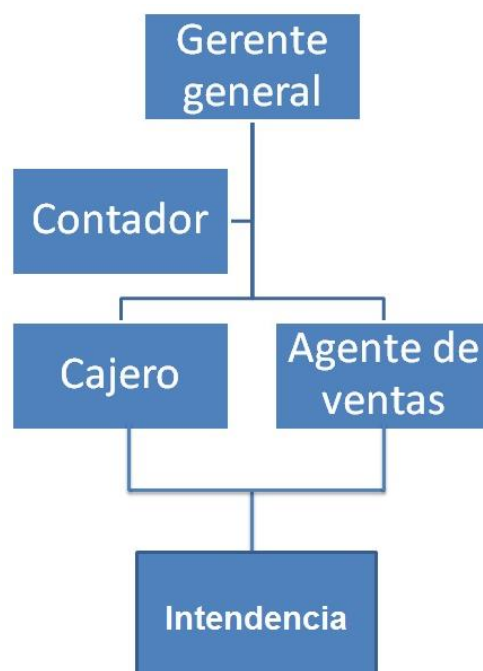 Gerente
general
Contador
Cajero
Agente de
ventas
Intendencia